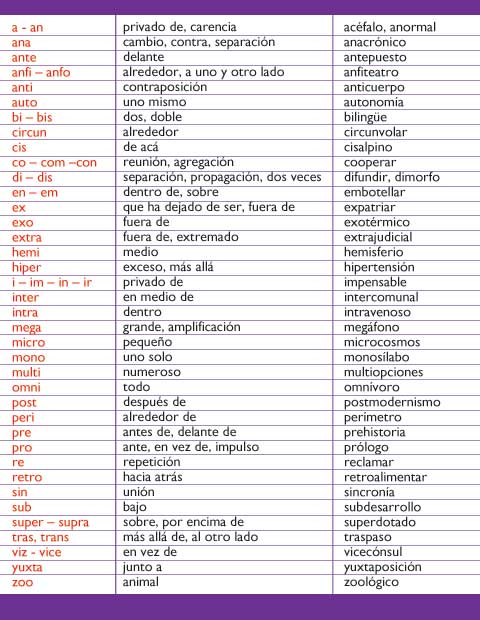 a - an privado de, carencia acéfalo, anormal
ana cambio, contra, separación anacrónico
ante delante antepuesto
anfi – anfo alrededor, a uno y otro lado anfiteatro
anti contraposición anticuerpo
auto uno mismo autonomía
bi – bis dos, doble bilingüe
circun alrededor circunvolar
cis de acá cisalpino
co – com –con reunión, agregación cooperar
di – dis separación, propagación, dos veces difundir, dimorfo
en – em dentro de, sobre embotellar
ex que ha dejado de ser, fuera de expatriar
exo fuera de exotérmico
extra fuera de, extremado extrajudicial
hemi medio hemisferio
hiper exceso, más allá hipertensión
i – im – in – ir privado de impensable
inter en medio de intercomunal
intra dentro intravenoso
mega grande, amplificación megáfono
micro pequeño microcosmos
mono uno solo monosílabo
multi numeroso multiopciones
omni todo omnívoro
post después de postmodernismo
peri alrededor de perímetro
pre antes de, delante de prehistoria
pro ante, en vez de, impulso prólogo
re repetición reclamar
retro hacia atrás retroalimentar
sin unión sincronía
sub bajo subdesarrollo
super – supra sobre, por encima de superdotado
tras, trans más allá de, al otro lado traspaso
viz - vice en vez de vicecónsul
yuxta junto a yuxtaposición
zoo animal zoológico